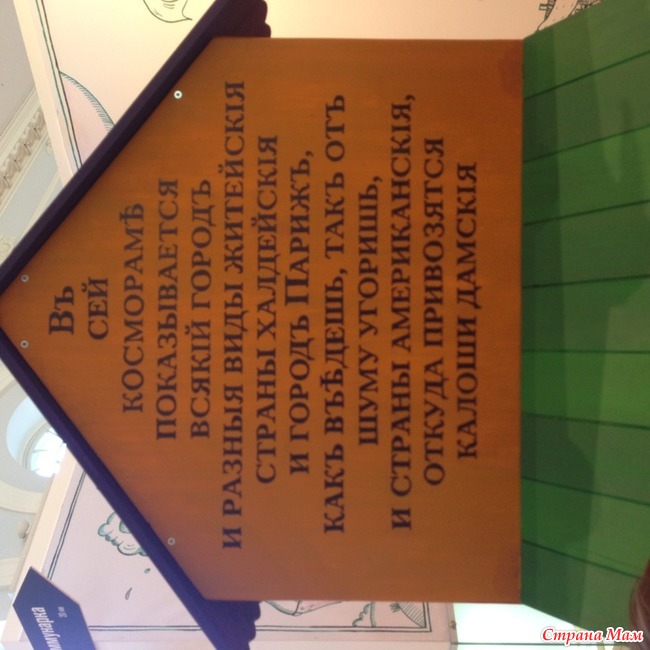 Въ
сей
косморамѣ
показывается
всякій городъ
и разныя виды житейскія
страны халдейскія
и городъ Парижъ,
какъ въѣдешь, такъ отъ
шуму угоришь,
и страны американскія,
откуда привозятся
калоши дамскія
Страна Мам